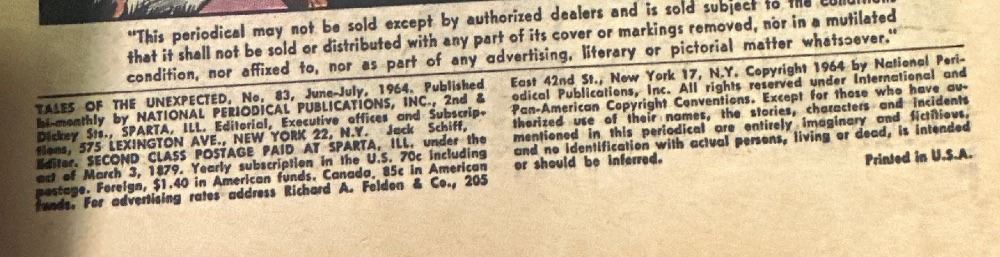 "This periodical may not be sold except by authorized dealers and is sold subject to the conditions
that it shall not be sold or distributed with any part of its cover or markings removed, nor in a mutilated
condition, nor affixed to, nor as part of any advertising, literary or pictorial matter whatsoever."
TALES OF THE UNEXPECTED, No. 83, June-July, 1964. Published
bi-monthly by NATIONAL PERIODICAL PUBLICATIONS, INC., 2nd &
Dickey Sts., SPARTA, ILL. Editorial, Executive offices and Subscrip-
tions, 575 LEXINGTON AVE., NEW YORK 22, N.Y. Jack Schiff,
Editor. SECOND CLASS POSTAGE PAID AT SPARTA, ILL. under the
act of March 3, 1879. Yearly subscription in the U.S. 70c including
postage. Foreign, $1.40 in American funds. Canada, 85c in American
funds. For advertising rates address Richard A. Feldon & Co., 205
East 42nd St., New York 17, N.Y. Copyright 1964 by National Peri-
odical Publications, Inc. All rights reserved under International and
Pan-American Copyright Conventions. Except for those who have au-
thorized use of their names, the stories, characters and incidents
mentioned in this periodical are entirely imaginary and fictitious,
and no identification with actual persons, living or dead, is intended
or should be inferred.
Printed in U.S.A.